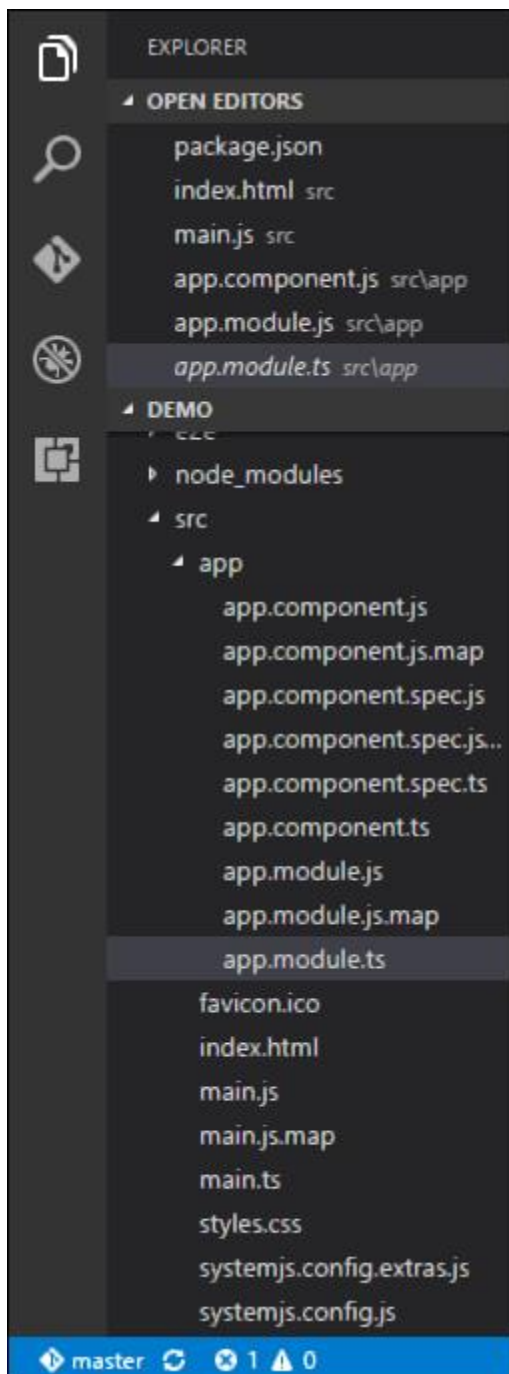 EXPLORER
OPEN EDITORS
package.json
index.html src
main.js src
app.component.js src\app
app.module.js src\app
app.module.ts src\app
DEMO
e2e
node_modules
src
app
app.component.js
app.component.js.map
app.component.spec.js
app.component.spec.js...
app.component.spec.ts
app.component.ts
app.module.js
app.module.js.map
app.module.ts
favicon.ico
index.html
main.js
main.js.map
main.ts
styles.css
systemjs.config.extras.js
systemjs.config.js
master 1 0